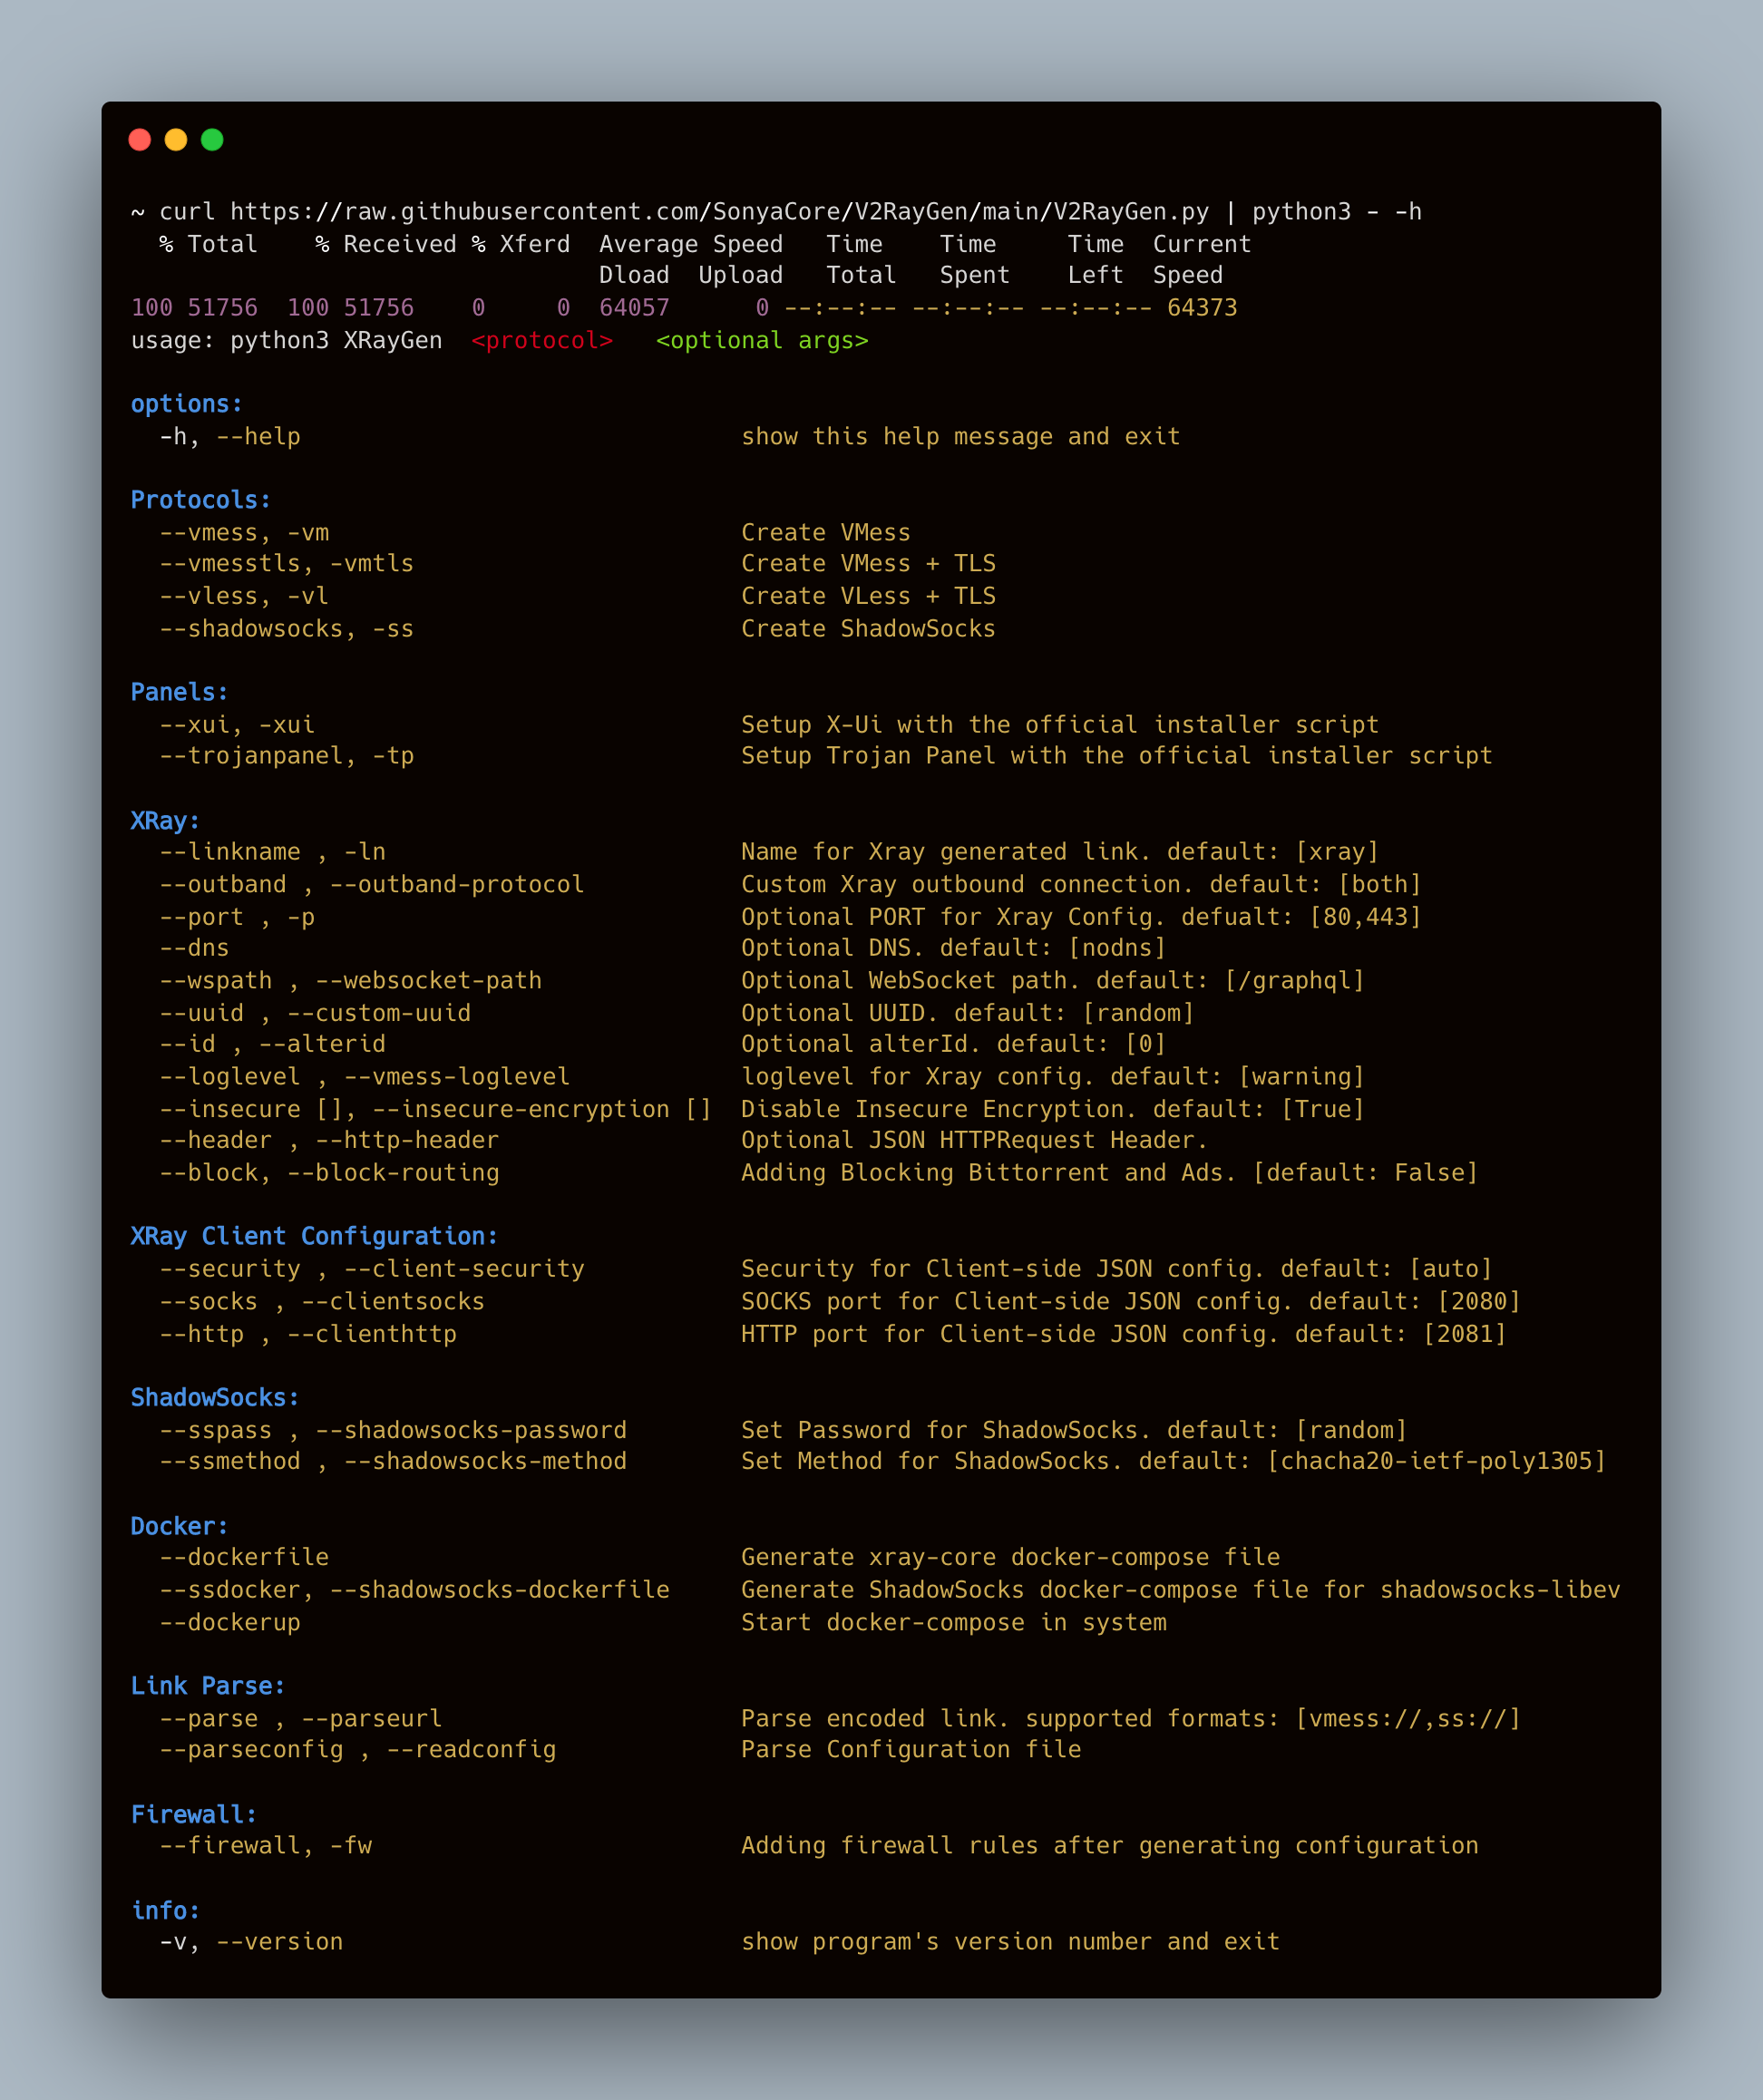 ~ curl https://raw.githubusercontent.com/SonyaCore/V2RayGen/main/V2RayGen.py | python3 - -h
  % Total    % Received % Xferd  Average Speed   Time    Time     Time  Current
                                 Dload  Upload   Total   Spent    Left  Speed
100 51756  100 51756    0     0  64057      0 --:--:-- --:--:-- --:--:-- 64373
usage: python3 XRayGen  <protocol>   <optional args>

options:
  -h, --help                               show this help message and exit

Protocols:
  --vmess, -vm                             Create VMess
  --vmesstls, -vmtls                       Create VMess + TLS
  --vless, -vl                             Create VLess + TLS
  --shadowsocks, -ss                       Create ShadowSocks

Panels:
  --xui, -xui                              Setup X-Ui with the official installer script
  --trojanpanel, -tp                       Setup Trojan Panel with the official installer script

XRay:
  --linkname , -ln                         Name for Xray generated link. default: [xray]
  --outband , --outband-protocol           Custom Xray outbound connection. default: [both]
  --port , -p                              Optional PORT for Xray Config. defualt: [80,443]
  --dns                                    Optional DNS. default: [nodns]
  --wspath , --websocket-path              Optional WebSocket path. default: [/graphql]
  --uuid , --custom-uuid                   Optional UUID. default: [random]
  --id , --alterid                         Optional alterId. default: [0]
  --loglevel , --vmess-loglevel            loglevel for Xray config. default: [warning]
  --insecure [], --insecure-encryption []  Disable Insecure Encryption. default: [True]
  --header , --http-header                 Optional JSON HTTPRequest Header.
  --block, --block-routing                 Adding Blocking Bittorrent and Ads. [default: False]

XRay Client Configuration:
  --security , --client-security           Security for Client-side JSON config. default: [auto]
  --socks , --clientsocks                  SOCKS port for Client-side JSON config. default: [2080]
  --http , --clienthttp                    HTTP port for Client-side JSON config. default: [2081]

ShadowSocks:
  --sspass , --shadowsocks-password        Set Password for ShadowSocks. default: [random]
  --ssmethod , --shadowsocks-method        Set Method for ShadowSocks. default: [chacha20-ietf-poly1305]

Docker:
  --dockerfile                             Generate xray-core docker-compose file
  --ssdocker, --shadowsocks-dockerfile     Generate ShadowSocks docker-compose file for shadowsocks-libev
  --dockerup                               Start docker-compose in system

Link Parse:
  --parse , --parseurl                     Parse encoded link. supported formats: [vmess://,ss://]
  --parseconfig , --readconfig             Parse Configuration file

Firewall:
  --firewall, -fw                          Adding firewall rules after generating configuration

info:
  -v, --version                            show program's version number and exit